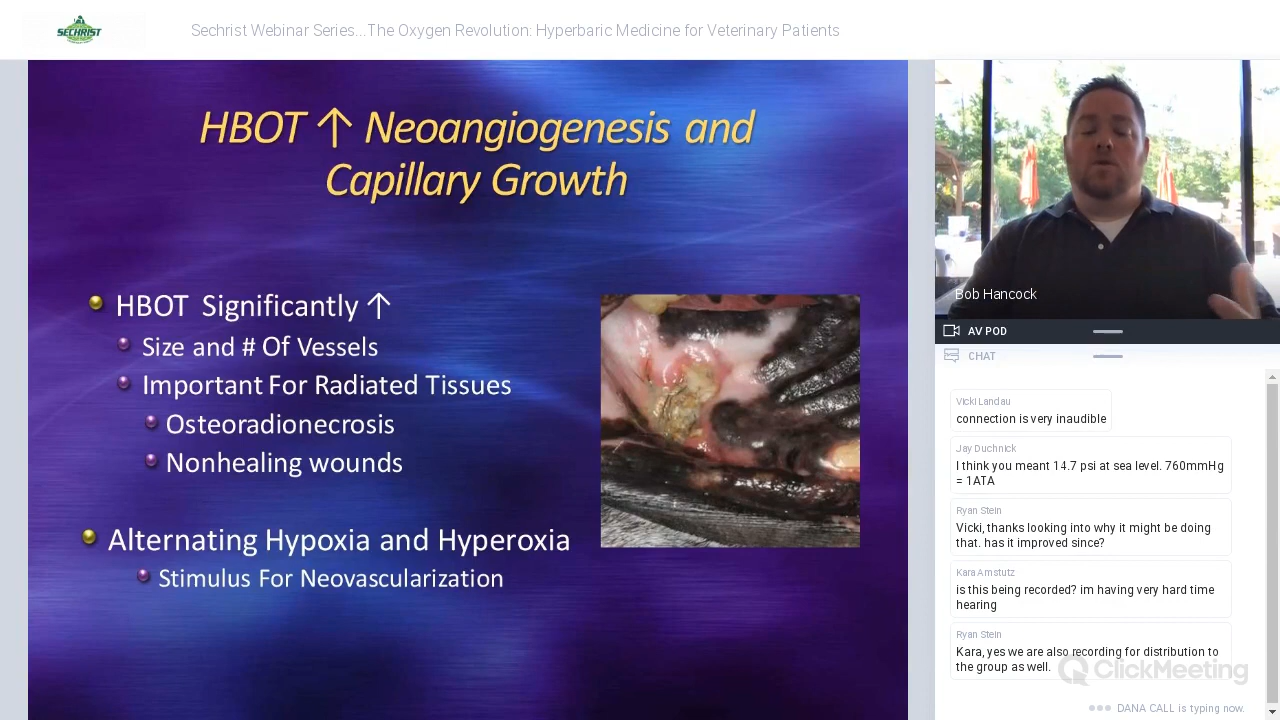 SECHRIST
Sechrist Webinar Series...The Oxygen Revolution: Hyperbaric Medicine for Veterinary Patients
HBOT ↑ Neoangiogenesis and
Capillary Growth
HBOT Significantly ↑
Size and # Of Vessels
Important For Radiated Tissues
Osteoradionecrosis
Nonhealing wounds
Alternating Hypoxia and Hyperoxia
Stimulus For Neovascularization
Bob Hancock
AV POD
CHAT
Vicki Landau
connection is very inaudible
Jay Duchnick
I think you meant 14.7 psi at sea level. 760mmHg
= 1ATA
Ryan Stein
Vicki, thanks looking into why it might be doing
that. has it improved since?
Kara Amstutz
is this being recorded? im having very hard time
hearing
Ryan Stein
Kara, yes we are also recording for distribution to
the group as well.
ClickMeeting
DANA CALL is typing now.